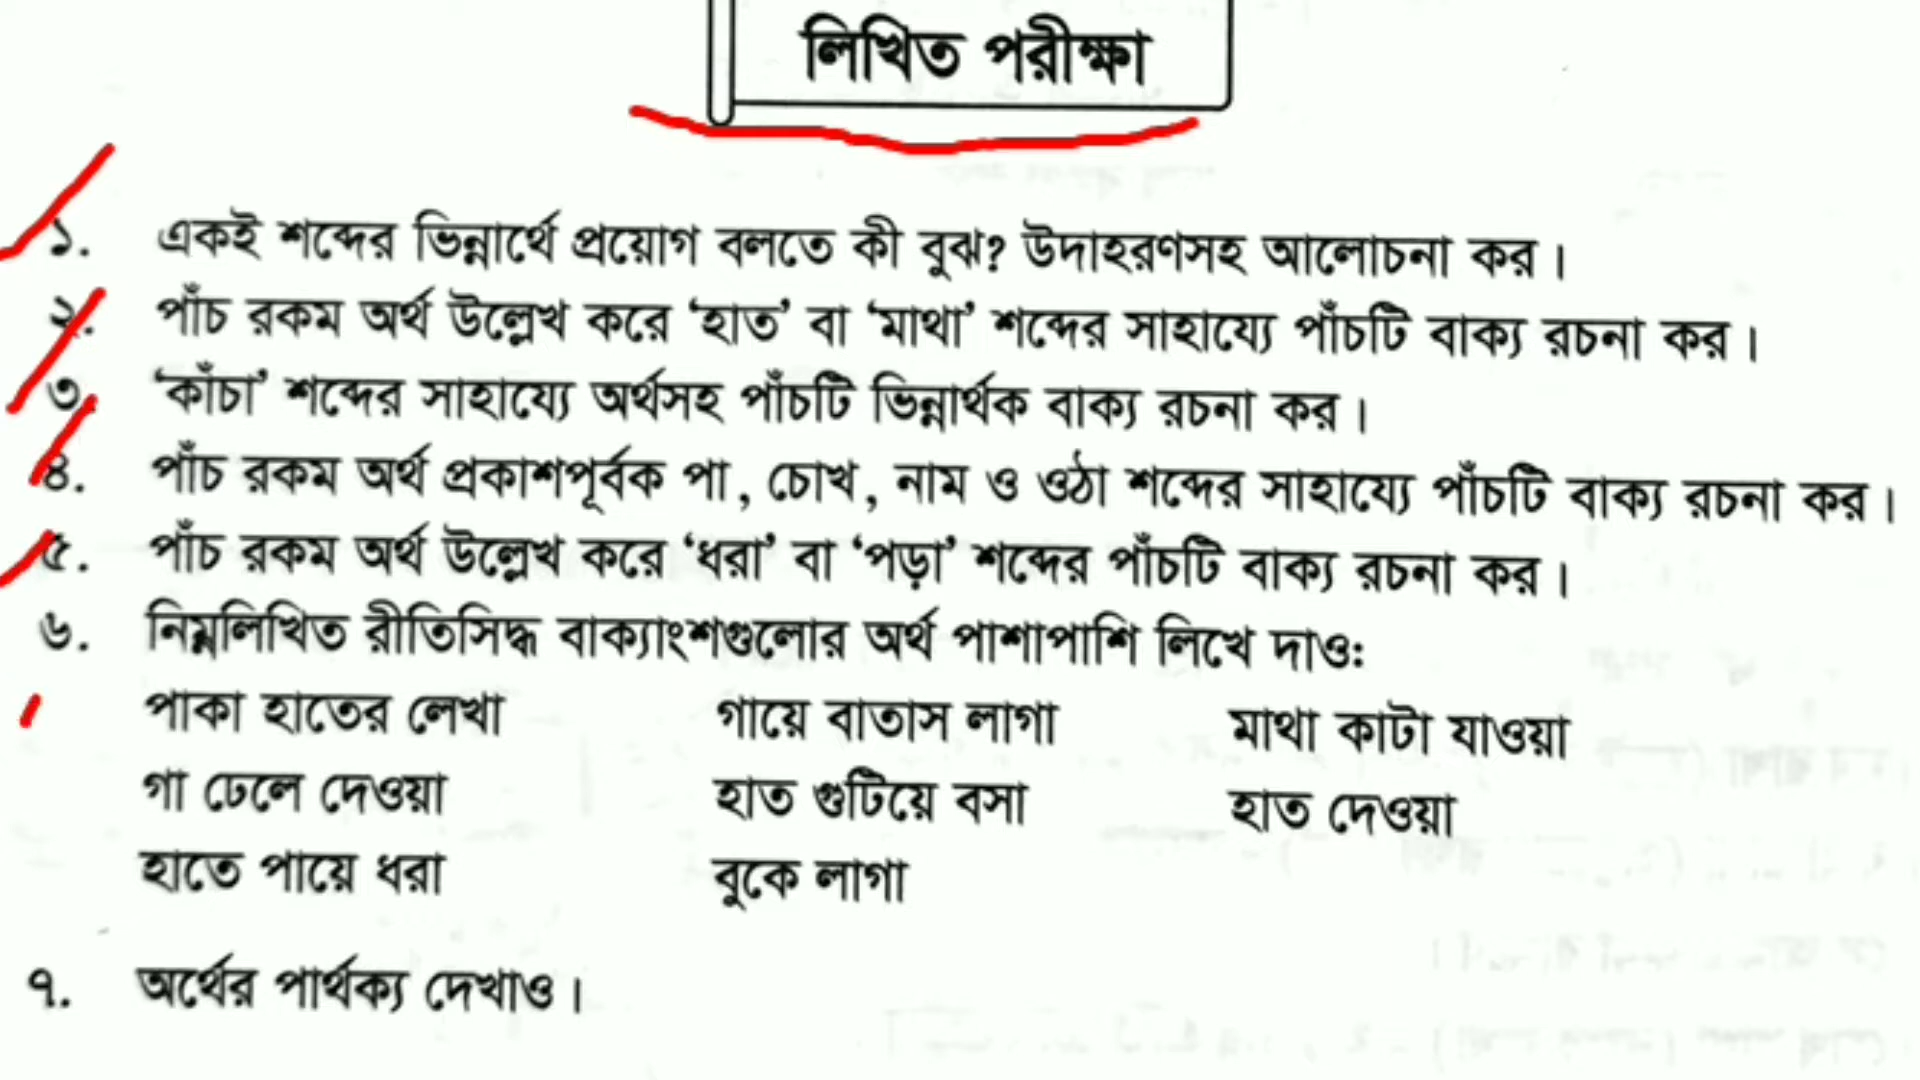 লিখিত পরীক্ষা
১. একই শব্দের ভিন্নার্থে প্রয়োগ বলতে কী বুঝ? উদাহরণসহ আলোচনা কর।
২. পাঁচ রকম অর্থ উল্লেখ করে ‘হাত’ বা ‘মাথা’ শব্দের সাহায্যে পাঁচটি বাক্য রচনা কর।
৩. ‘কাঁচা’ শব্দের সাহায্যে অর্থসহ পাঁচটি ভিন্নার্থক বাক্য রচনা কর।
৪. পাঁচ রকম অর্থ প্রকাশপূর্বক পা, চোখ, নাম ও ওঠা শব্দের সাহায্যে পাঁচটি বাক্য রচনা কর।
৫. পাঁচ রকম অর্থ উল্লেখ করে ‘ধরা’ বা ‘পড়া’ শব্দের পাঁচটি বাক্য রচনা কর।
৬. নিম্নলিখিত রীতিসিদ্ধ বাক্যাংশগুলোর অর্থ পাশাপাশি লিখে দাও:
পাকা হাতের লেখা গায়ে বাতাস লাগা মাথা কাটা যাওয়া
গা ঢেলে দেওয়া হাত গুটিয়ে বসা হাত দেওয়া
হাতে পায়ে ধরা বুকে লাগা
৭. অর্থের পার্থক্য দেখাও।